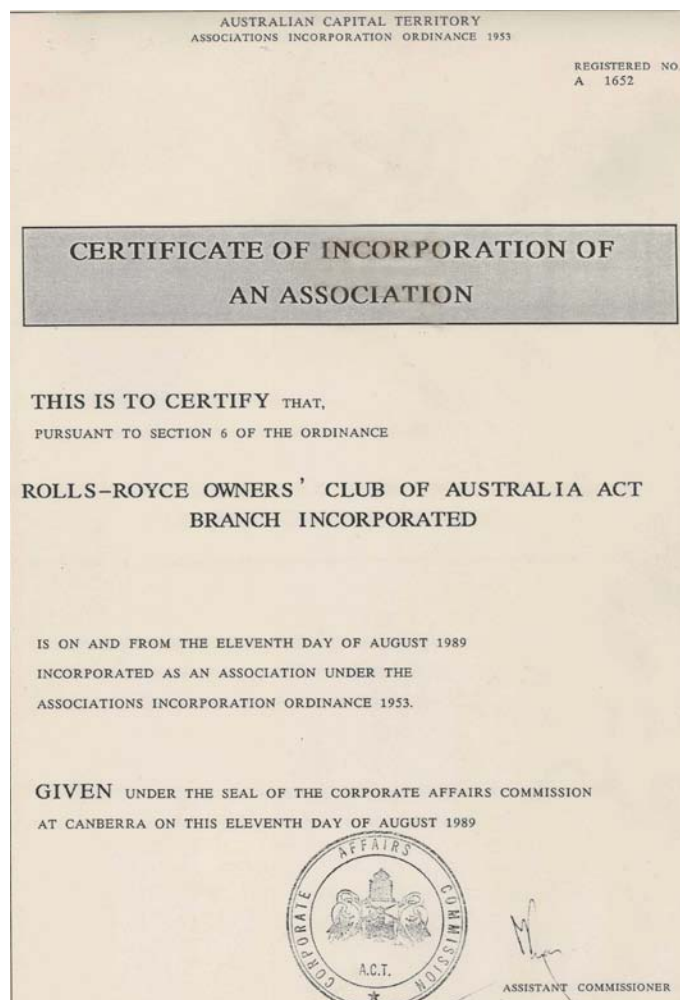 AUSTRALIAN CAPITAL TERRITORY
ASSOCIATIONS INCORPORATION ORDINANCE 1953
REGISTERED NO.
A 1652
CERTIFICATE OF INCORPORATION OF
AN ASSOCIATION
THIS IS TO CERTIFY THAT,
PURSUANT TO SECTION 6 OF THE ORDINANCE
ROLLS-ROYCE OWNERS' CLUB OF AUSTRALIA ACT
BRANCH INCORPORATED
IS ON AND FROM THE ELEVENTH DAY OF AUGUST 1989
INCORPORATED AS AN ASSOCIATION UNDER THE
ASSOCIATIONS INCORPORATION ORDINANCE 1953.
GIVEN UNDER THE SEAL OF THE CORPORATE AFFAIRS COMMISSION
AT CANBERRA ON THIS ELEVENTH DAY OF AUGUST 1989
CORPORATE AFFAIRS COMMISSION
A.C.T.
ASSISTANT COMMISSIONER